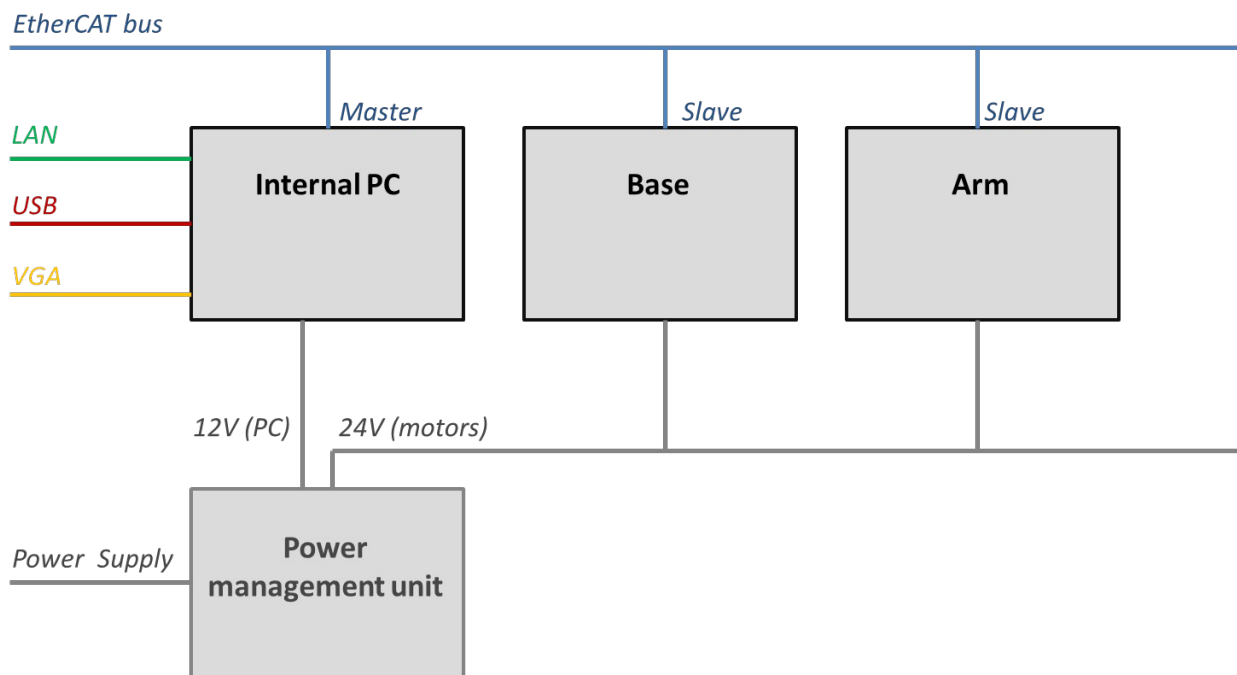 EtherCAT bus
Master
Slave
Slave
LAN
Internal PC
Base
Arm
USB
VGA
12V (PC)
24V (motors)
Power Supply
Power
management unit